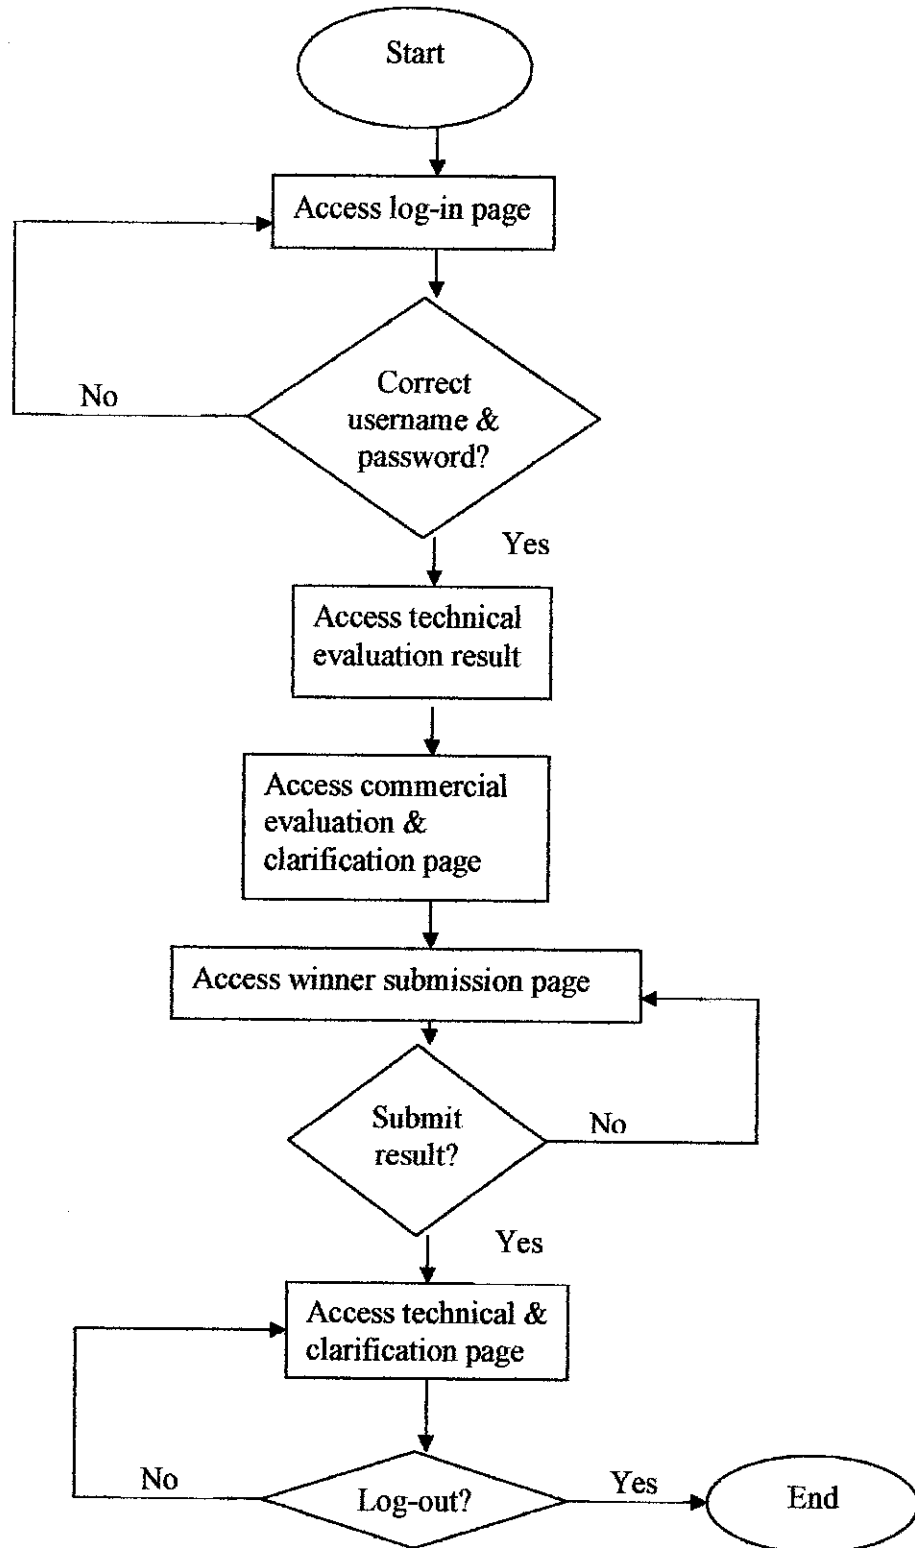 Start
Access log-in page
No
Correct
username &
password?
Yes
Access technical
evaluation result
Access commercial
evaluation &
clarification page
Access winner submission page
Submit
result?
No
Yes
Access technical &
clarification page
No
Log-out?
Yes
End